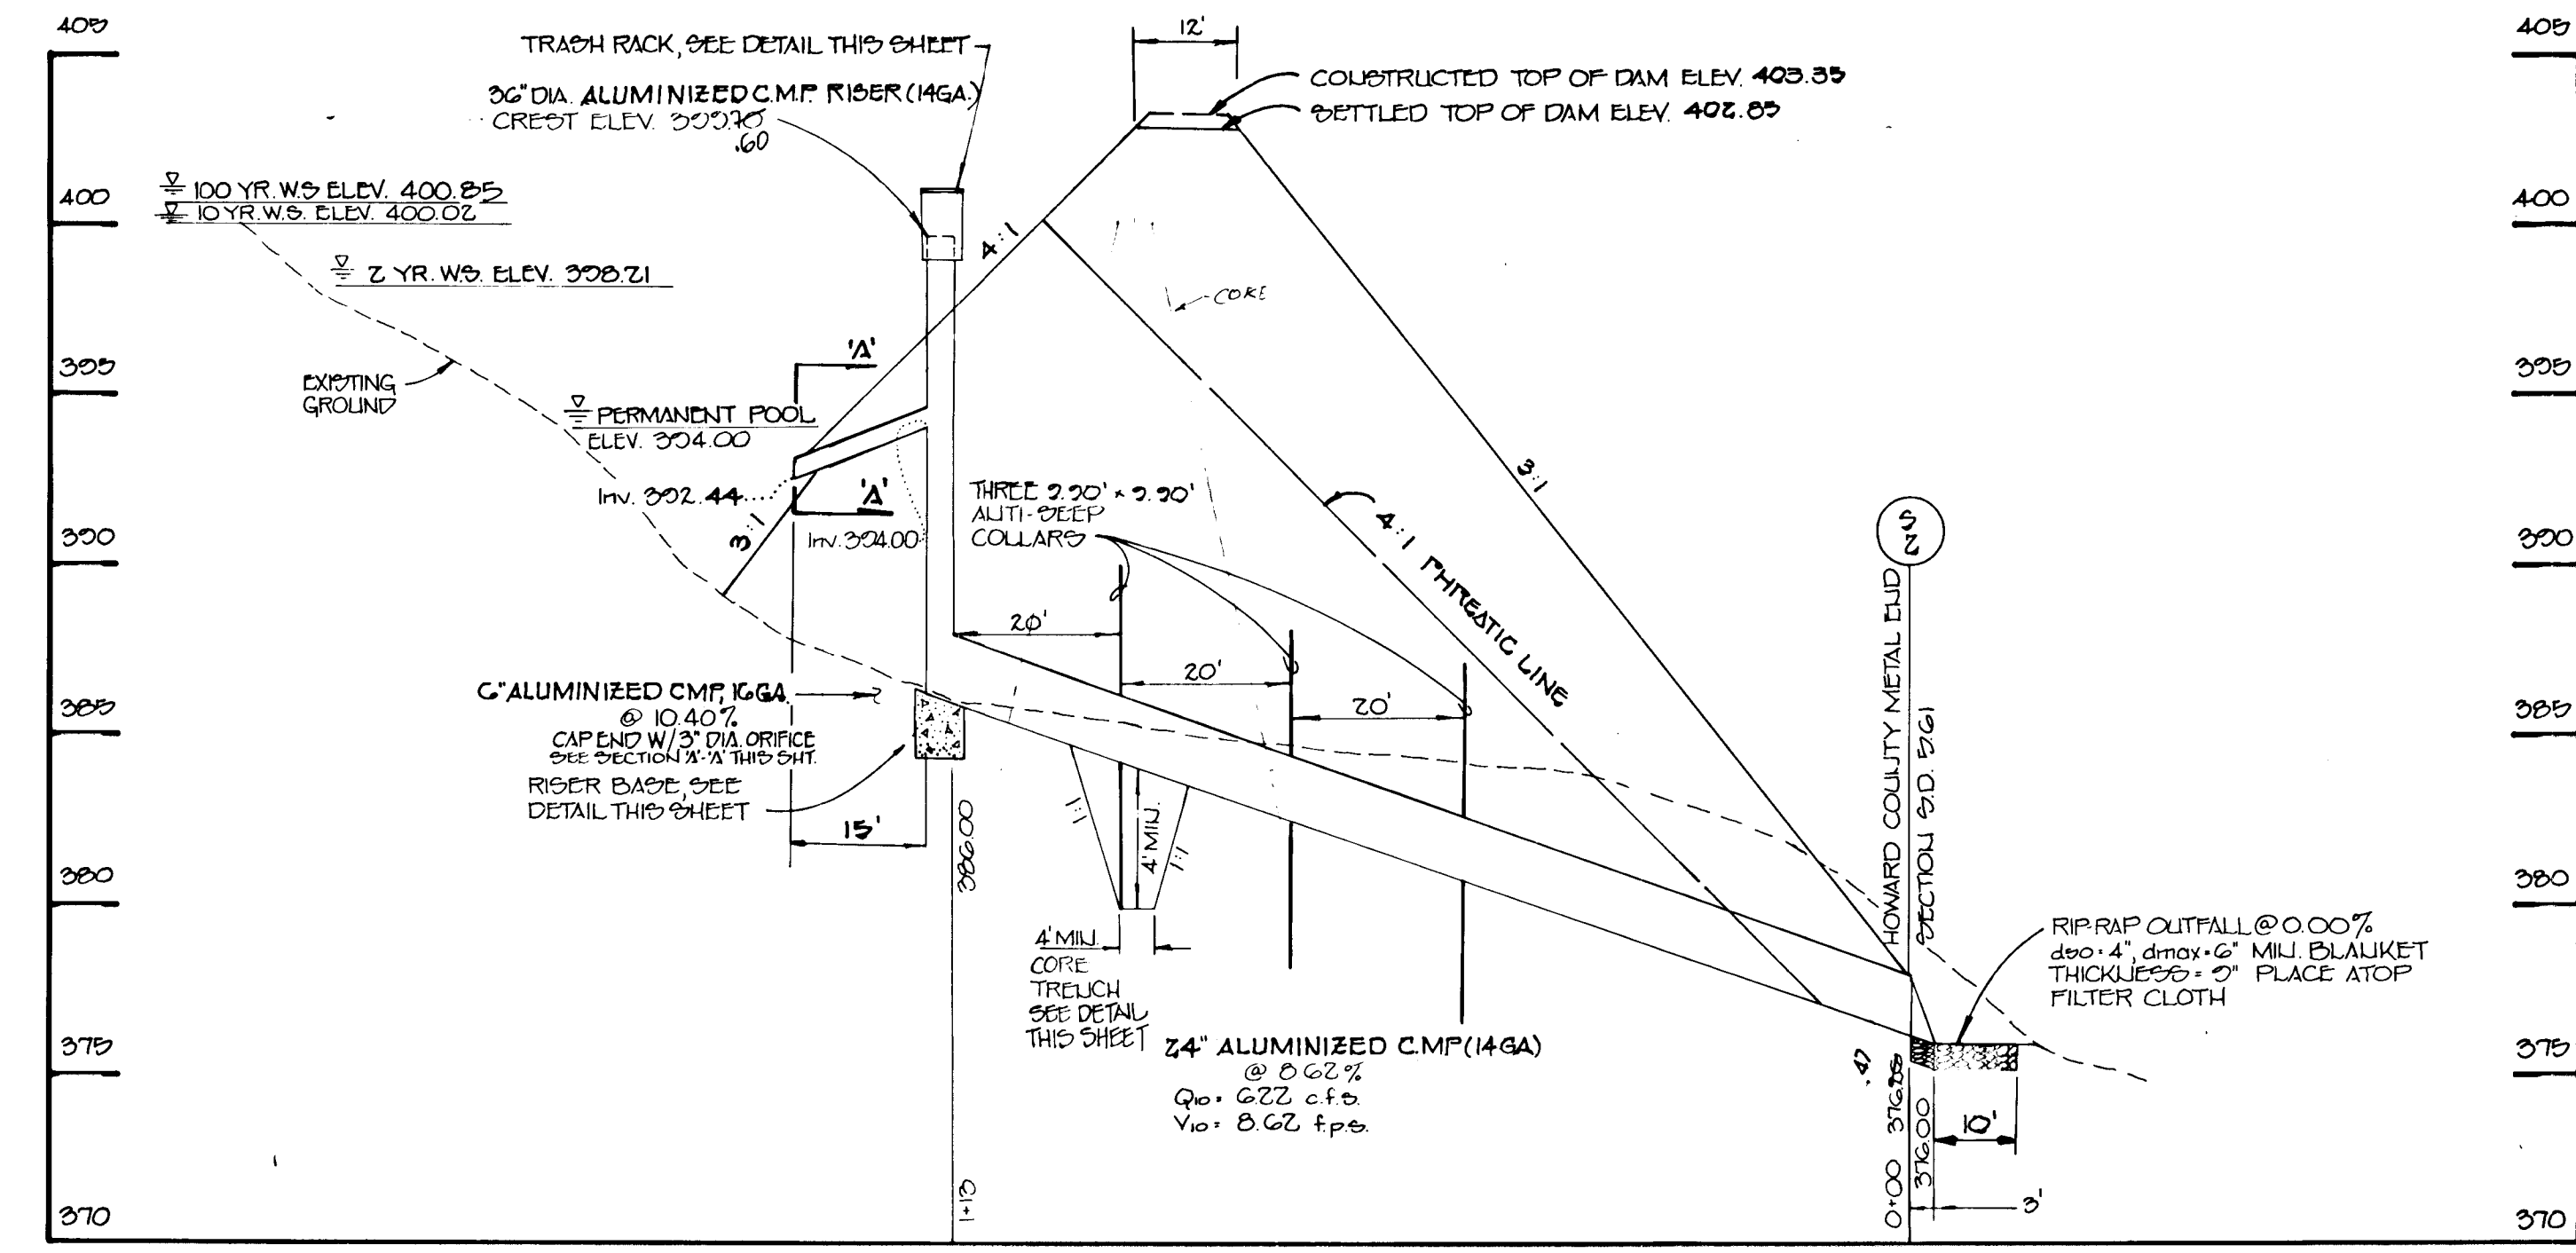 405
400
395
390
385
380
375
370
405
400
395
390
385
380
375
370
12'
TRASH RACK, SEE DETAIL THIS SHEET
36" DIA. ALUMINIZED C.M.P. RISER (14GA.)
CREST ELEV. 399.70
.60
CONSTRUCTED TOP OF DAM ELEV. 403.35
SETTLED TOP OF DAM ELEV. 402.85
100 YR. W.S ELEV. 400.85
10 YR. W.S. ELEV. 400.02
2 YR. W.S. ELEV. 398.21
4:1
CORE
EXISTING
GROUND
'A'
PERMANENT POOL
ELEV. 394.00
Inv. 392.44
'A'
3:1
Inv. 394.00
THREE 9.90' x 9.90'
ANTI-SEEP
COLLARS
3:1
4:1 PHREATIC LINE
S
2
HOWARD COUNTY METAL END
SECTION S.D. 5.61
20'
20'
20'
6" ALUMINIZED CMP, 16GA.
@ 10.40%
CAP END W/3" DIA. ORIFICE
SEE SECTION 'A'-'A' THIS SHT.
RISER BASE, SEE
DETAIL THIS SHEET
15'
386.00
1:1
4' MIN.
1:1
4' MIN.
CORE
TRENCH
SEE DETAIL
THIS SHEET
24" ALUMINIZED C.M.P (14GA)
@ 8.62%
Q10= 6.22 c.f.s.
V10= 8.62 f.p.s.
RIP-RAP OUTFALL @ 0.00%
d50=4", dmax=6" MIN. BLANKET
THICKNESS = 9" PLACE ATOP
FILTER CLOTH
.47
376.00
10'
3'
0+00
1+13